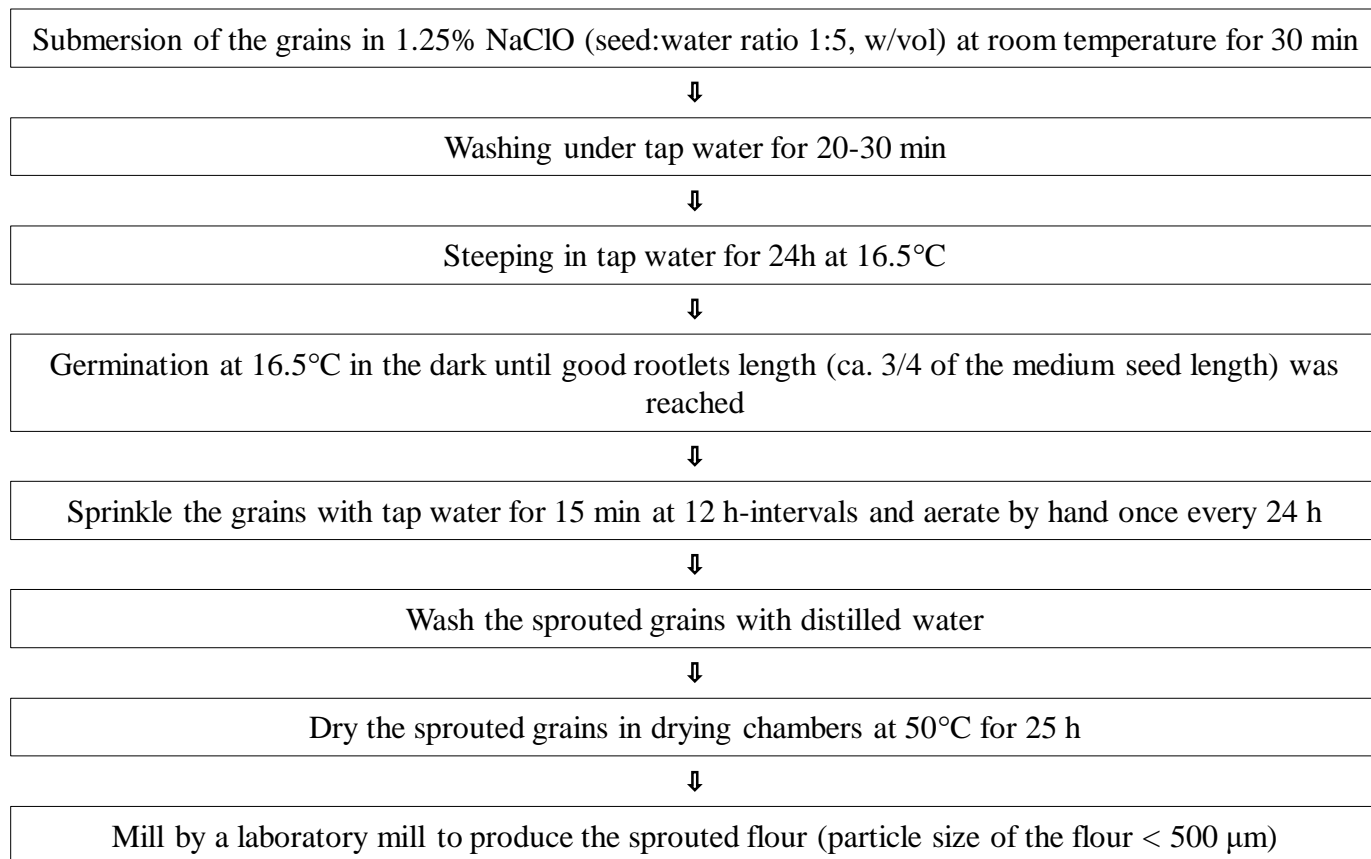 Submersion of the grains in 1.25% NaClO (seed:water ratio 1:5, w/vol) at room temperature for 30 min
⇩
Washing under tap water for 20-30 min
⇩
Steeping in tap water for 24h at 16.5°C
⇩
Germination at 16.5°C in the dark until good rootlets length (ca. 3/4 of the medium seed length) was
reached
⇩
Sprinkle the grains with tap water for 15 min at 12 h-intervals and aerate by hand once every 24 h
⇩
Wash the sprouted grains with distilled water
⇩
Dry the sprouted grains in drying chambers at 50°C for 25 h
⇩
Mill by a laboratory mill to produce the sprouted flour (particle size of the flour < 500 μm)